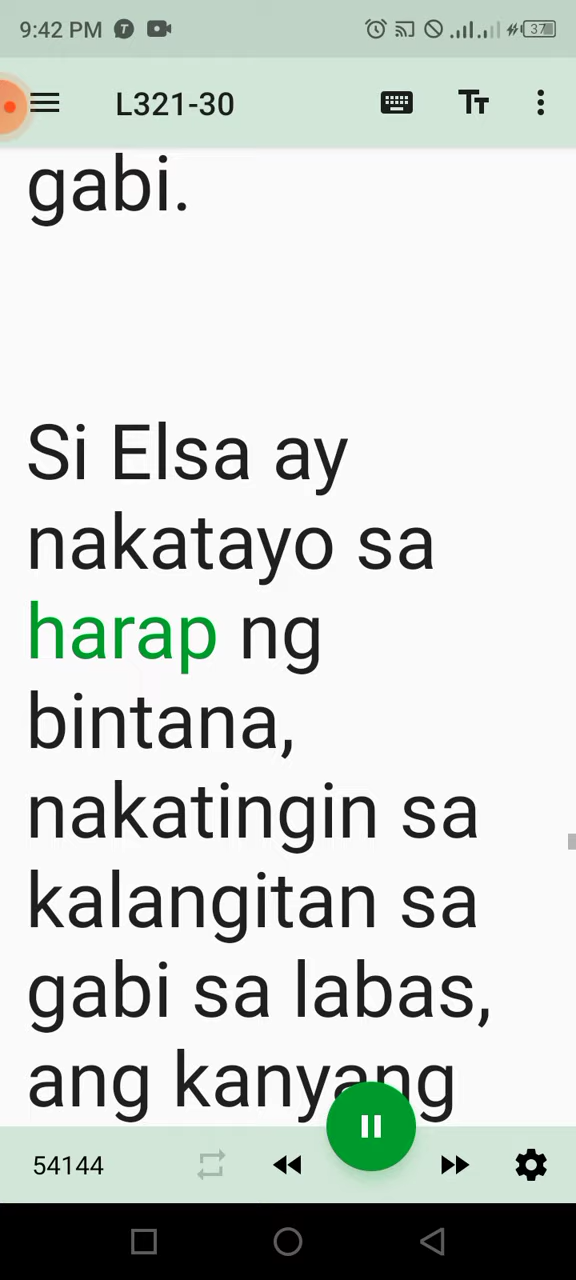 9:42 PM
37
L321-30
gabi.
Si Elsa ay
nakatayo sa
harap ng
bintana,
nakatingin sa
kalangitan sa
gabi sa labas,
ang kanyang
54144